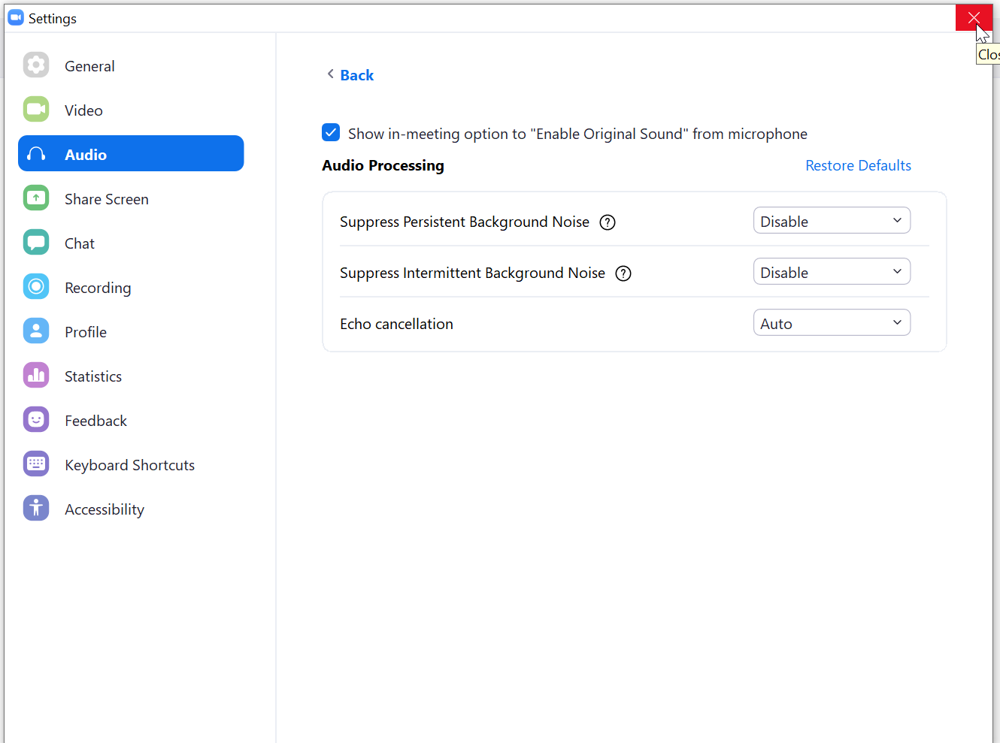 Settings
Clos
General
Video
Audio
Share Screen
Chat
Recording
Profile
Statistics
Feedback
Keyboard Shortcuts
Accessibility
Back
Show in-meeting option to "Enable Original Sound" from microphone
Audio Processing Restore Defaults
Suppress Persistent Background Noise ? Disable
Suppress Intermittent Background Noise ? Disable
Echo cancellation Auto